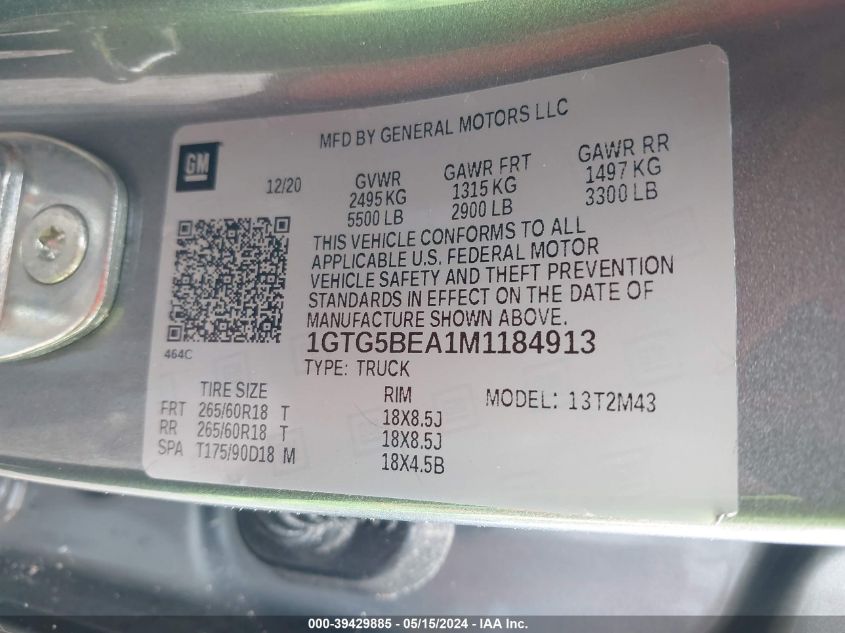 MFD BY GENERAL MOTORS LLC
GM
12/20
GVWR GAWR FRT GAWR RR
2495 KG 1315 KG 1497 KG
5500 LB 2900 LB 3300 LB
THIS VEHICLE CONFORMS TO ALL
APPLICABLE U.S. FEDERAL MOTOR
VEHICLE SAFETY AND THEFT PREVENTION
STANDARDS IN EFFECT ON THE DATE OF
MANUFACTURE SHOWN ABOVE.
464C
1GTG5BEA1M1184913
TYPE: TRUCK
TIRE SIZE RIM MODEL: 13T2M43
FRT 265/60R18 T 18X8.5J
RR 265/60R18 T 18X8.5J
SPA T175/90D18 M 18X4.5B
000-39429885 - 05/15/2024 - IAA Inc.